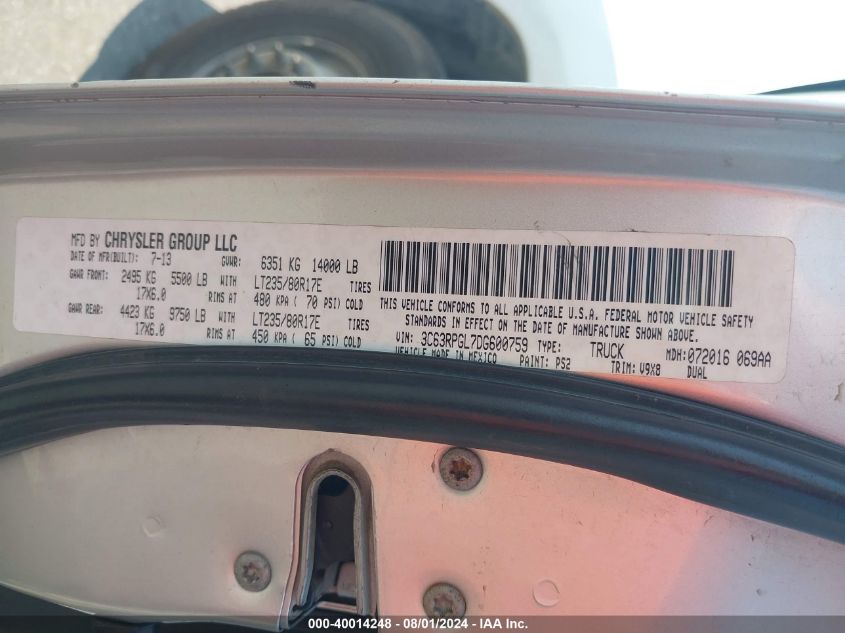 MFD BY CHRYSLER GROUP LLC
DATE OF MFR(BUILT): 7-13 GVWR: 6351 KG 14000 LB
GAWR FRONT: 2495 KG 5500 LB WITH LT235/80R17E TIRES
17X6.0 RIMS AT 480 KPA ( 70 PSI) COLD
GAWR REAR: 4423 KG 9750 LB WITH LT235/80R17E TIRES
17X6.0 RIMS AT 450 KPA ( 65 PSI) COLD
THIS VEHICLE CONFORMS TO ALL APPLICABLE U.S.A. FEDERAL MOTOR VEHICLE SAFETY
STANDARDS IN EFFECT ON THE DATE OF MANUFACTURE SHOWN ABOVE.
VIN: 3C63RPGL7DG600759 TYPE: TRUCK MDH: 072016 069AA
VEHICLE MADE IN MEXICO PAINT: PS2 TRIM: V9X8 DUAL
000-40014248 - 08/01/2024 - IAA Inc.